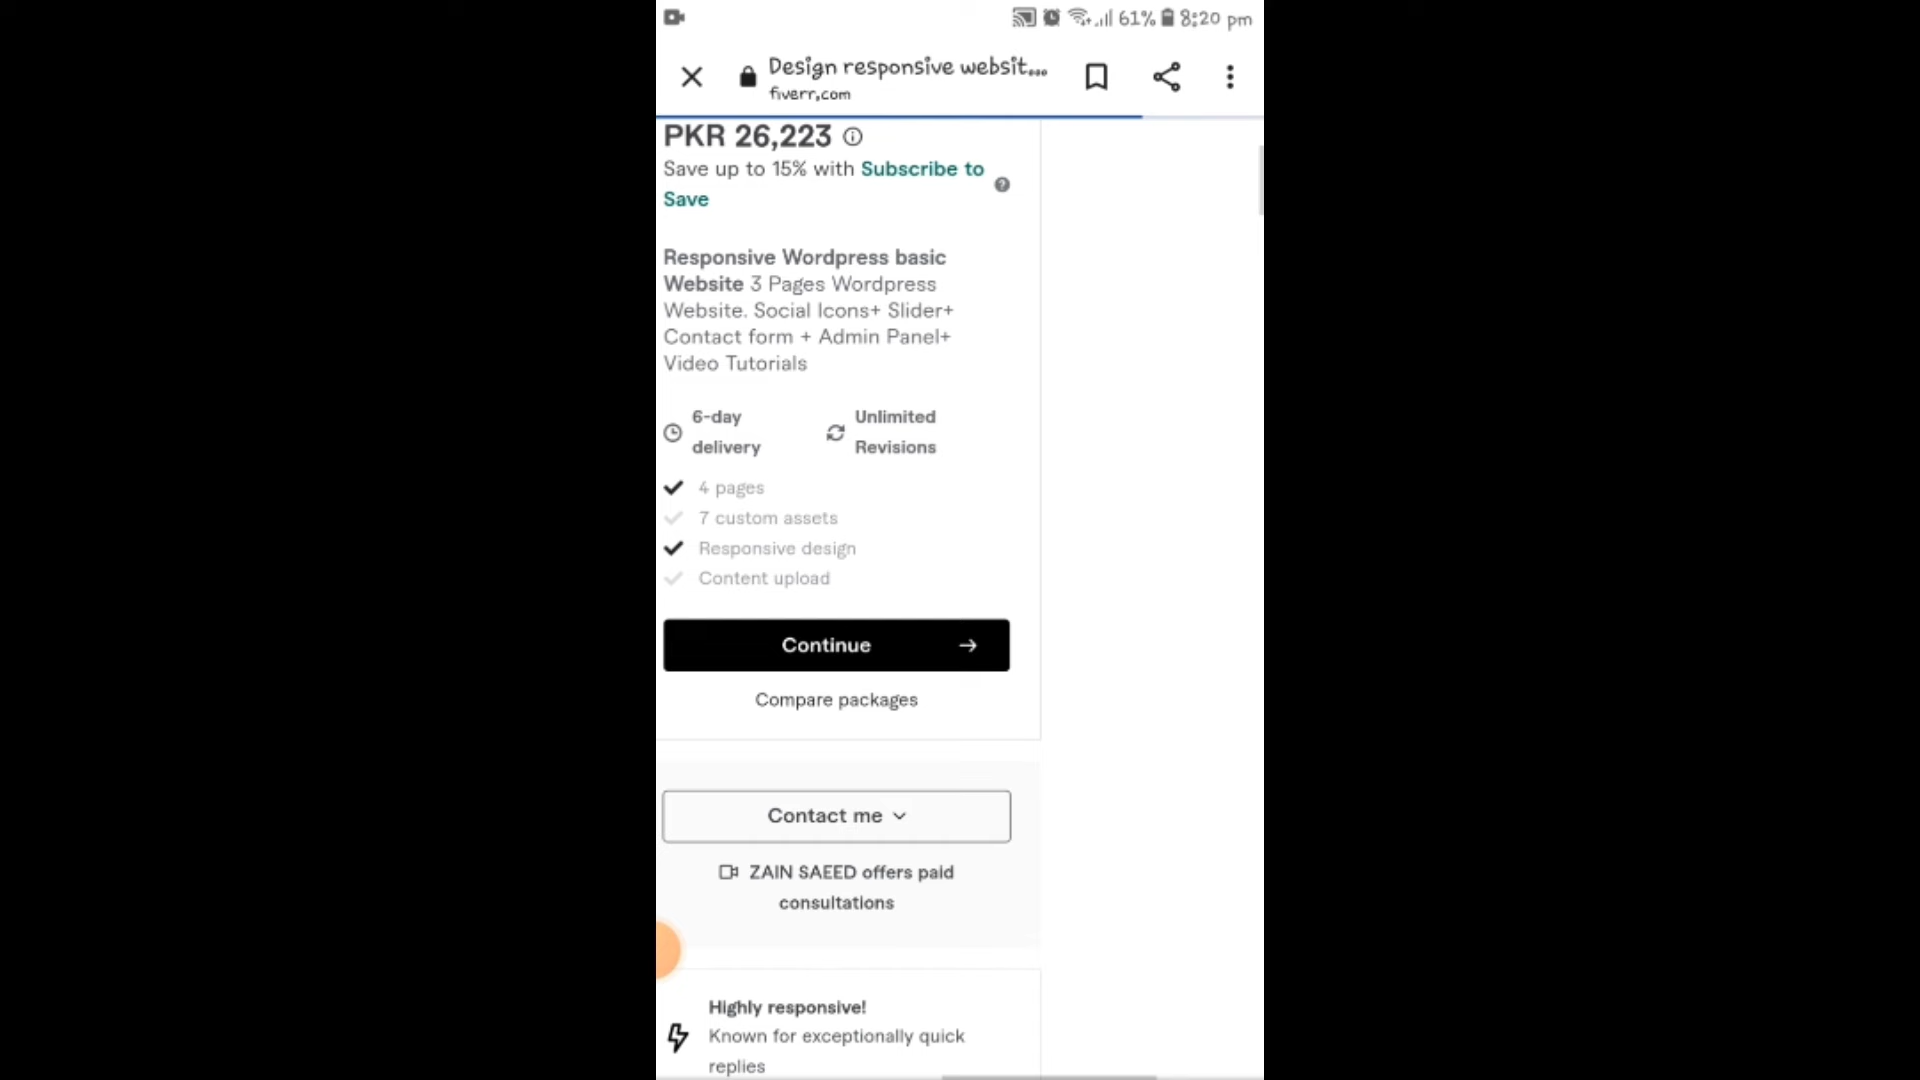 61% 8:20 pm
Design responsive websit...
fiverr.com
PKR 26,223
Save up to 15% with Subscribe to
Save
Responsive Wordpress basic
Website 3 Pages Wordpress
Website. Social Icons+ Slider+
Contact form + Admin Panel+
Video Tutorials
6-day
delivery
Unlimited
Revisions
4 pages
7 custom assets
Responsive design
Content upload
Continue →
Compare packages
Contact me
ZAIN SAEED offers paid
consultations
Highly responsive!
Known for exceptionally quick
replies